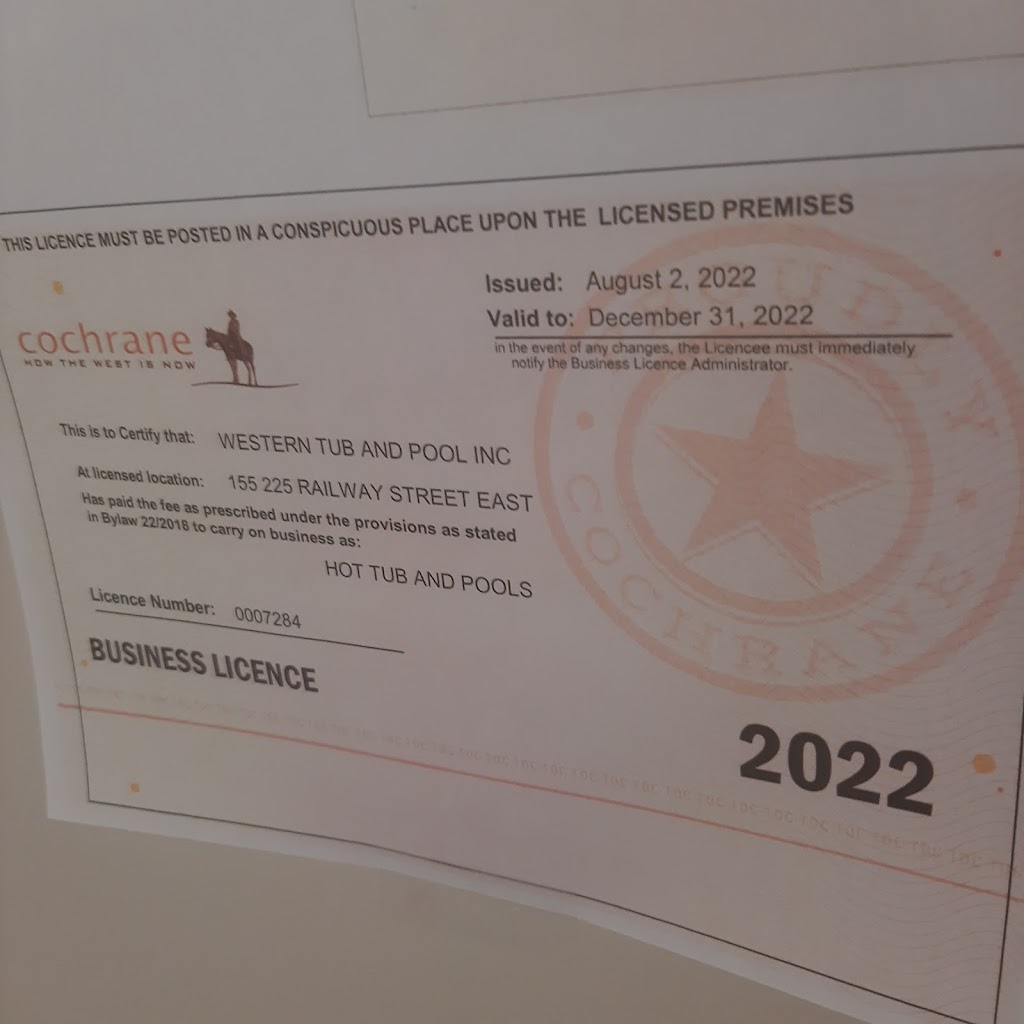 THIS LICENCE MUST BE POSTED IN A CONSPICUOUS PLACE UPON THE LICENSED PREMISES
Issued: August 2, 2022
Valid to: December 31, 2022
in the event of any changes, the Licencee must immediately
notify the Business Licence Administrator.
cochrane
HOW THE WEST IS NOW
This is to Certify that: WESTERN TUB AND POOL INC
At licensed location: 155 225 RAILWAY STREET EAST
Has paid the fee as prescribed under the provisions as stated
in Bylaw 22/2018 to carry on business as:
HOT TUB AND POOLS
Licence Number: 0007284
BUSINESS LICENCE
PROUDLY
COCHRANE
2022